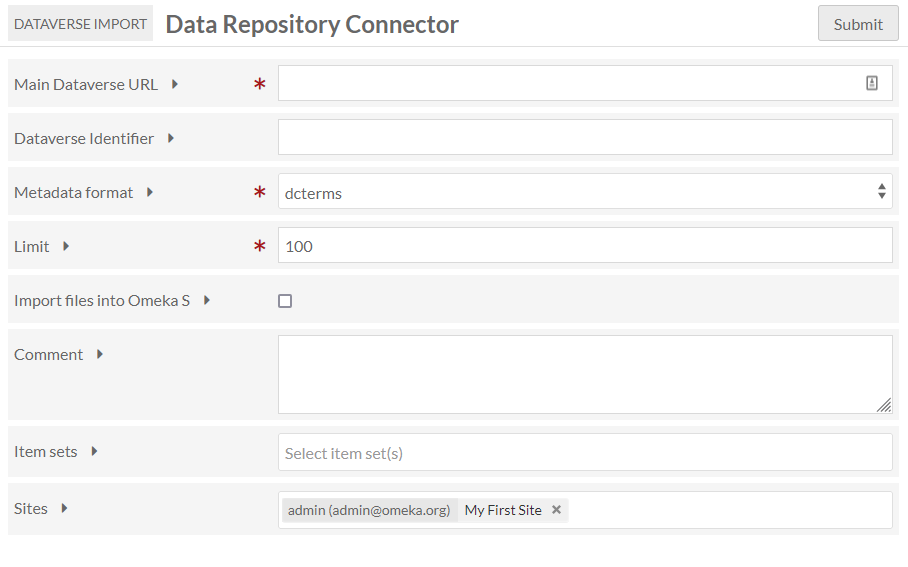 DATAVERSE IMPORT Data Repository Connector Submit
Main Dataverse URL *
Dataverse Identifier
Metadata format * dcterms
Limit * 100
Import files into Omeka S
Comment
Item sets Select item set(s)
Sites admin (admin@omeka.org) My First Site ×